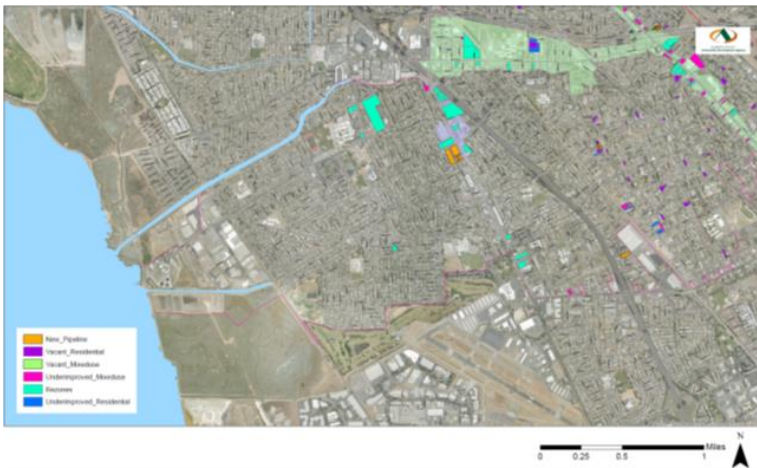 New_Pipeline
Vacant_Residential
Vacant_Mixeduse
Underimproved_Mixeduse
Rezones
Underimproved_Residential
Miles
0 0.25 0.5 1
N